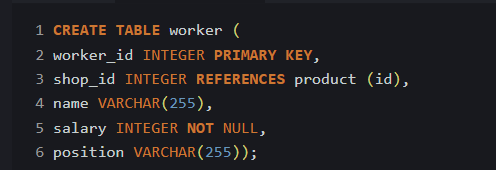 1 CREATE TABLE worker (
2 worker_id INTEGER PRIMARY KEY,
3 shop_id INTEGER REFERENCES product (id),
4 name VARCHAR(255),
5 salary INTEGER NOT NULL,
6 position VARCHAR(255));